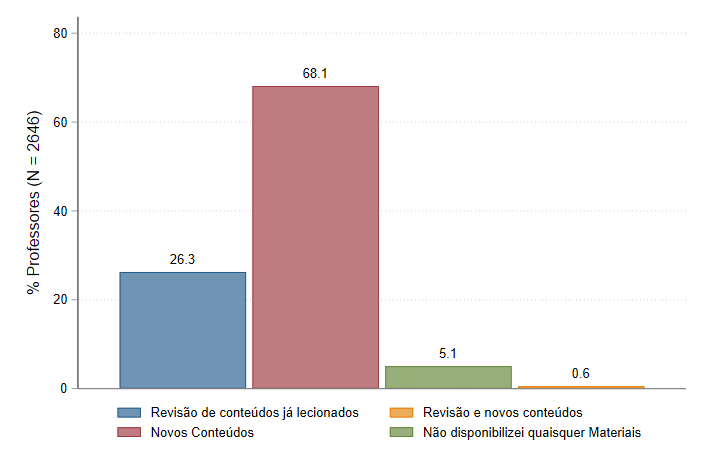 80
60
40
20
0
% Professores (N = 2646)
26.3
68.1
5.1
0.6
Revisão de conteúdos já lecionados
Revisão e novos conteúdos
Novos Conteúdos
Não disponibilizei quaisquer Materiais